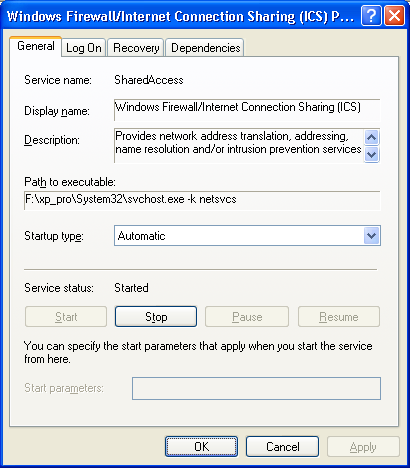 Windows Firewall/Internet Connection Sharing (ICS) P...
General Log On Recovery Dependencies
Service name: SharedAccess
Display name: Windows Firewall/Internet Connection Sharing (ICS)
Description: Provides network address translation, addressing,
name resolution and/or intrusion prevention services
Path to executable:
F:\xp_pro\System32\svchost.exe -k netsvcs
Startup type: Automatic
Service status: Started
Start Stop Pause Resume
You can specify the start parameters that apply when you start the service
from here.
Start parameters:
OK Cancel Apply